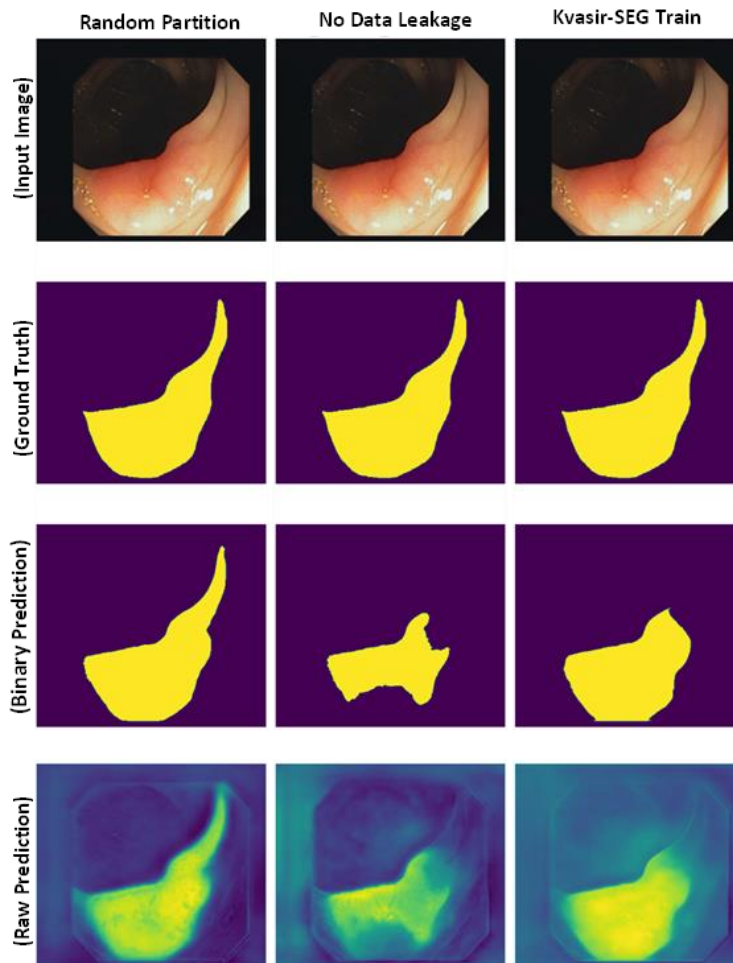 Random Partition
No Data Leakage
Kvasir-SEG Train
(Input Image)
(Ground Truth)
(Binary Prediction)
(Raw Prediction)